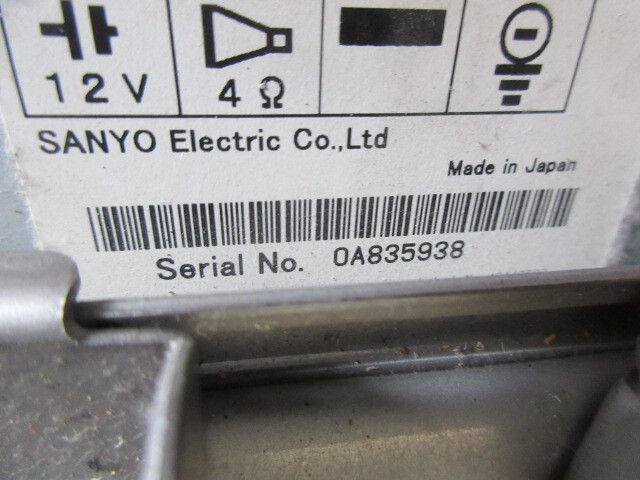 12V
4Ω
SANYO Electric Co.,Ltd
Made in Japan
Serial No. 0A835938